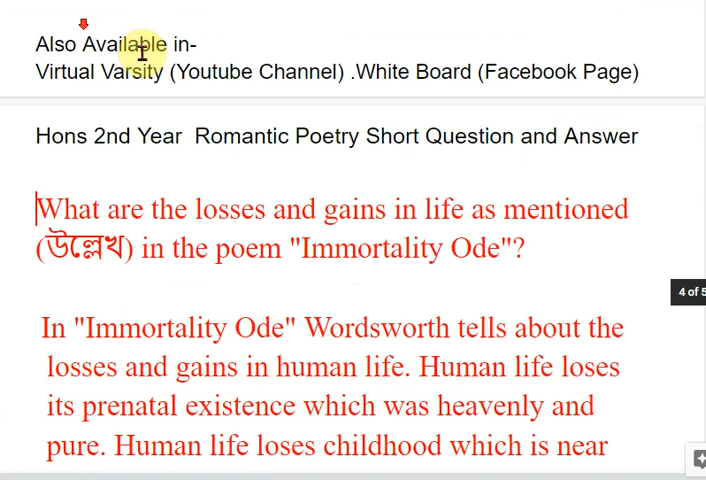 Also Available in-
Virtual Varsity (Youtube Channel) .White Board (Facebook Page)
Hons 2nd Year  Romantic Poetry Short Question and Answer
What are the losses and gains in life as mentioned
(উল্লেখ) in the poem "Immortality Ode"?
4 of 5
In "Immortality Ode" Wordsworth tells about the
losses and gains in human life. Human life loses
its prenatal existence which was heavenly and
pure. Human life loses childhood which is near